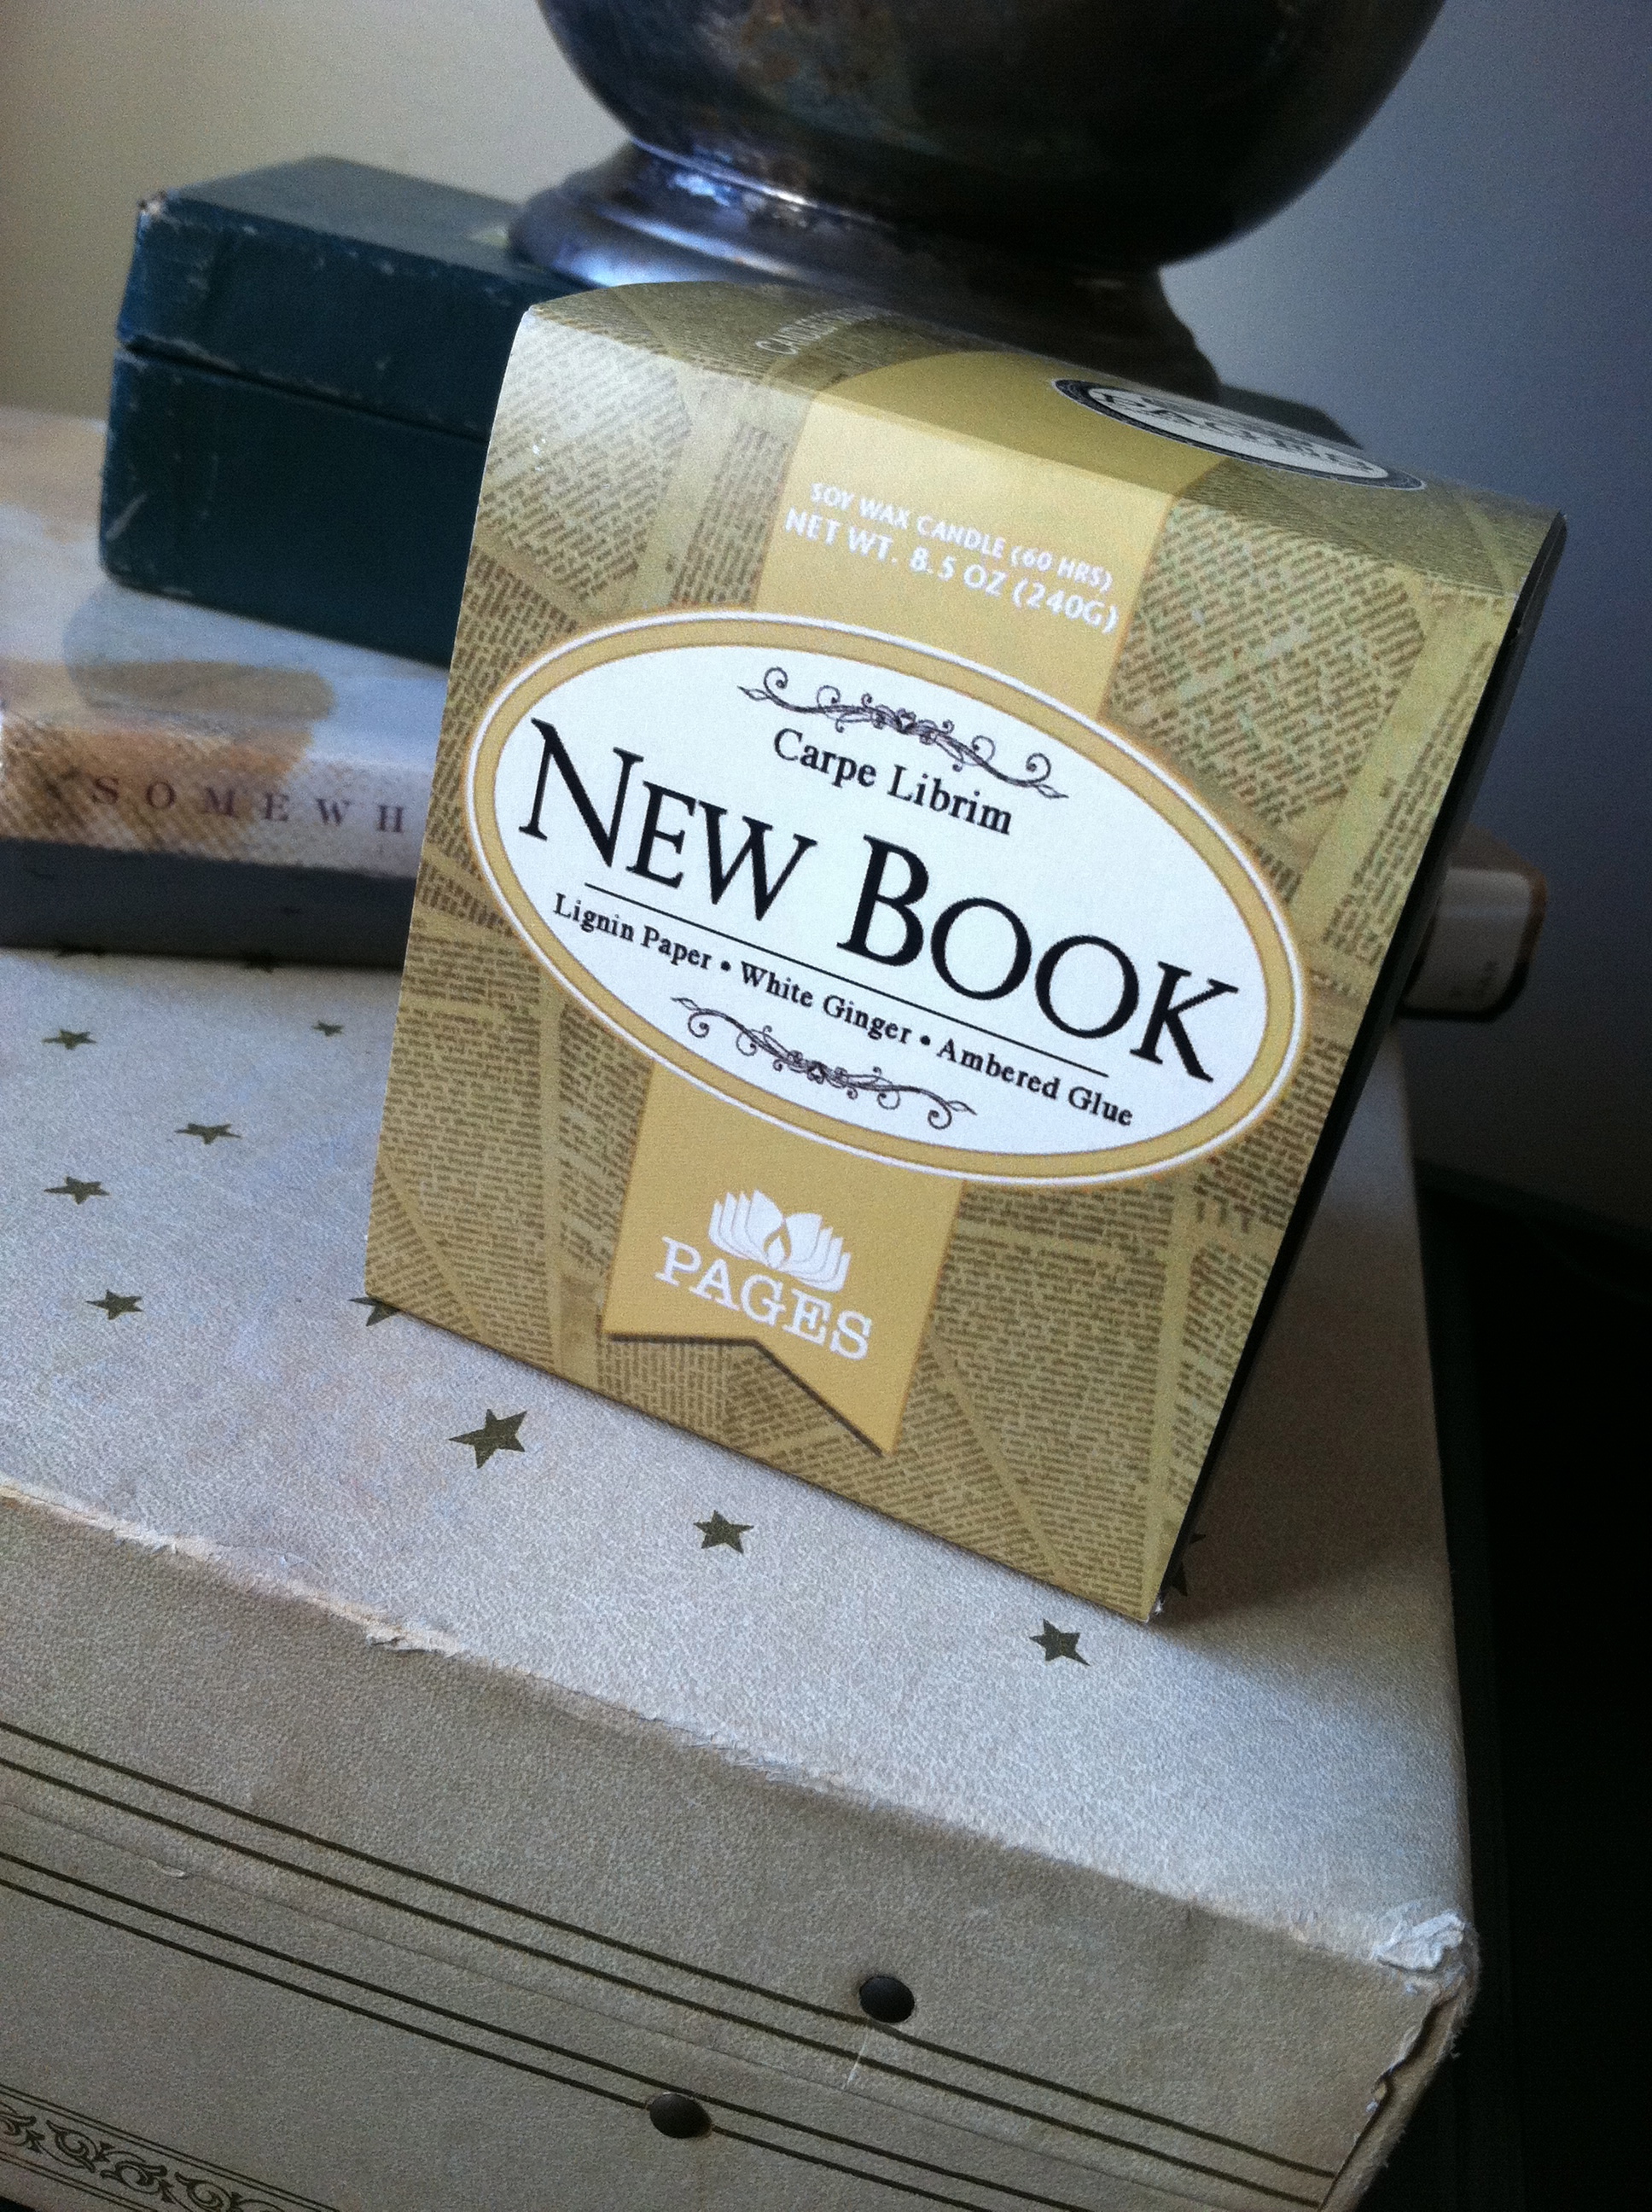 SOY WAX CANDLE (60 HRS)
NET WT. 8.5 OZ (240G)
Carpe Librim
NEW BOOK
Lignin Paper • White Ginger • Ambered Glue
PAGES
SOMEWH